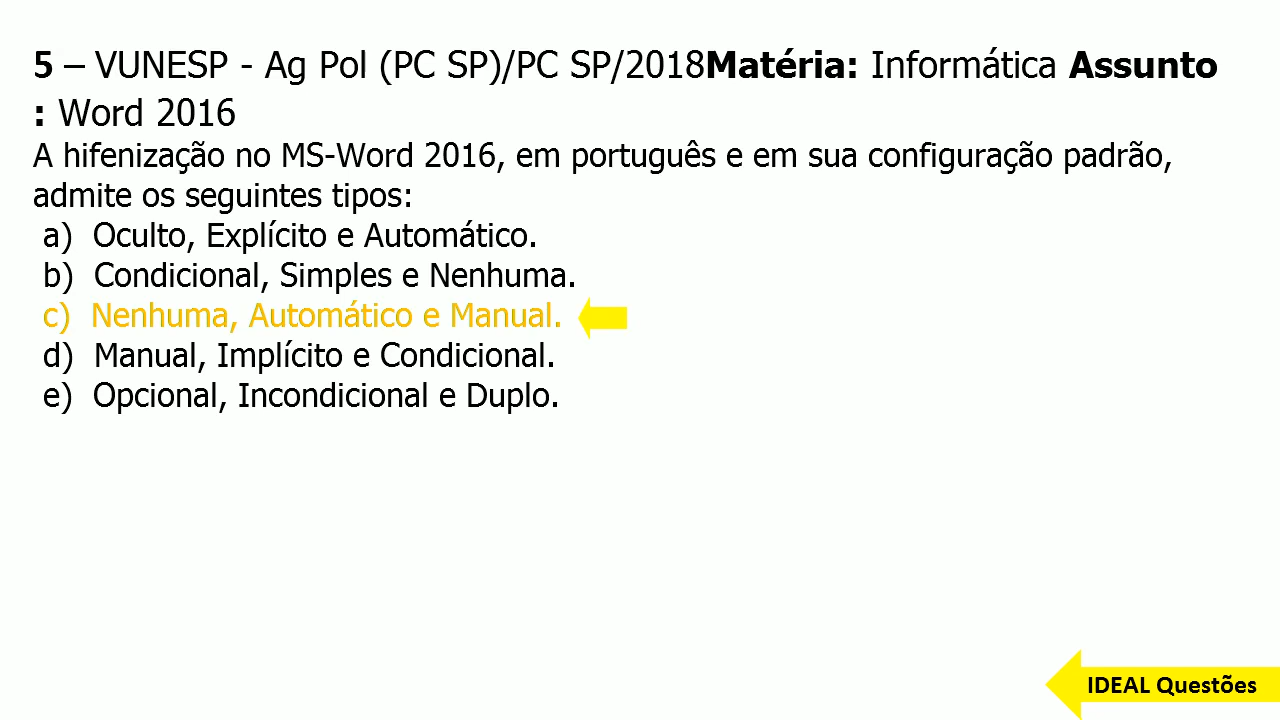 5 – VUNESP - Ag Pol (PC SP)/PC SP/2018Matéria: Informática Assunto
: Word 2016
A hifenização no MS-Word 2016, em português e em sua configuração padrão,
admite os seguintes tipos:
a) Oculto, Explícito e Automático.
b) Condicional, Simples e Nenhuma.
c) Nenhuma, Automático e Manual.
d) Manual, Implícito e Condicional.
e) Opcional, Incondicional e Duplo.
IDEAL Questões